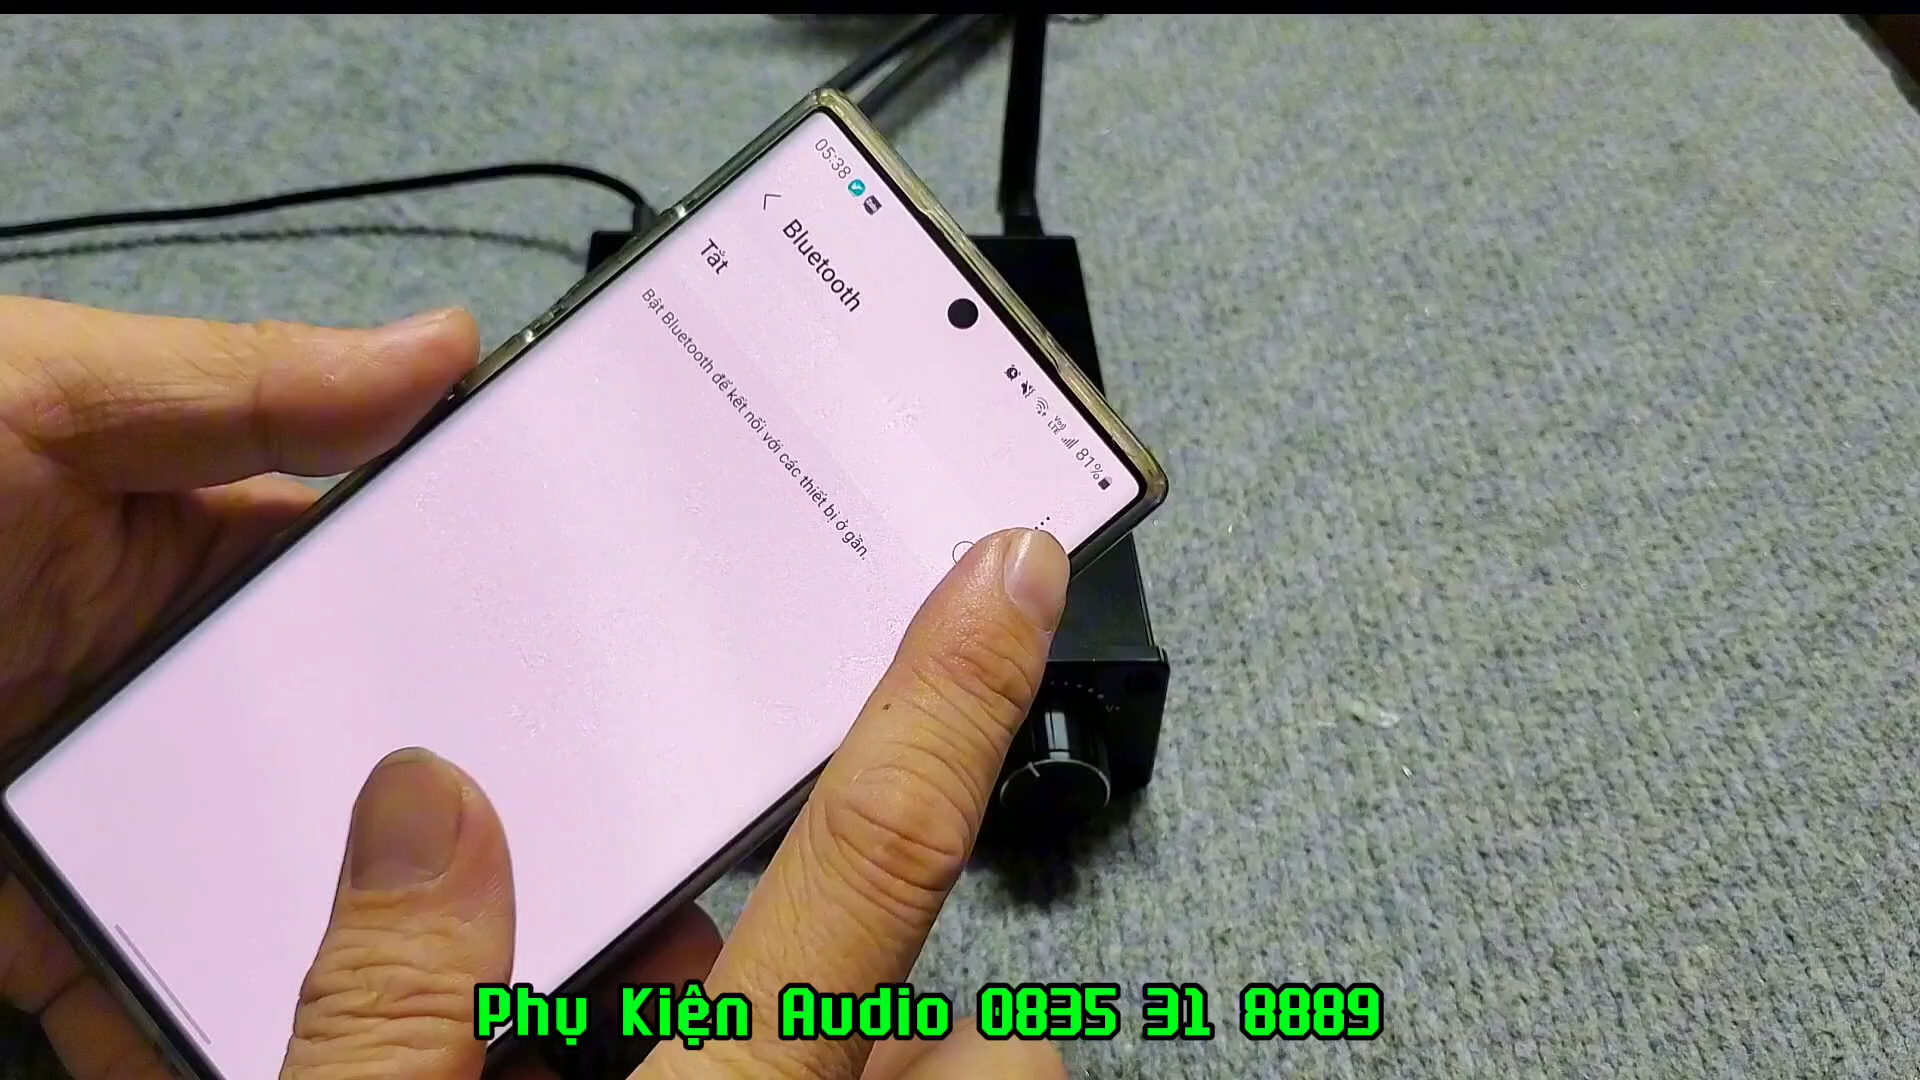 05:38
81%
Bluetooth
Tắt
Bật Bluetooth để kết nối với các thiết bị ở gần.
Phụ Kiện Audio 0835 31 8889